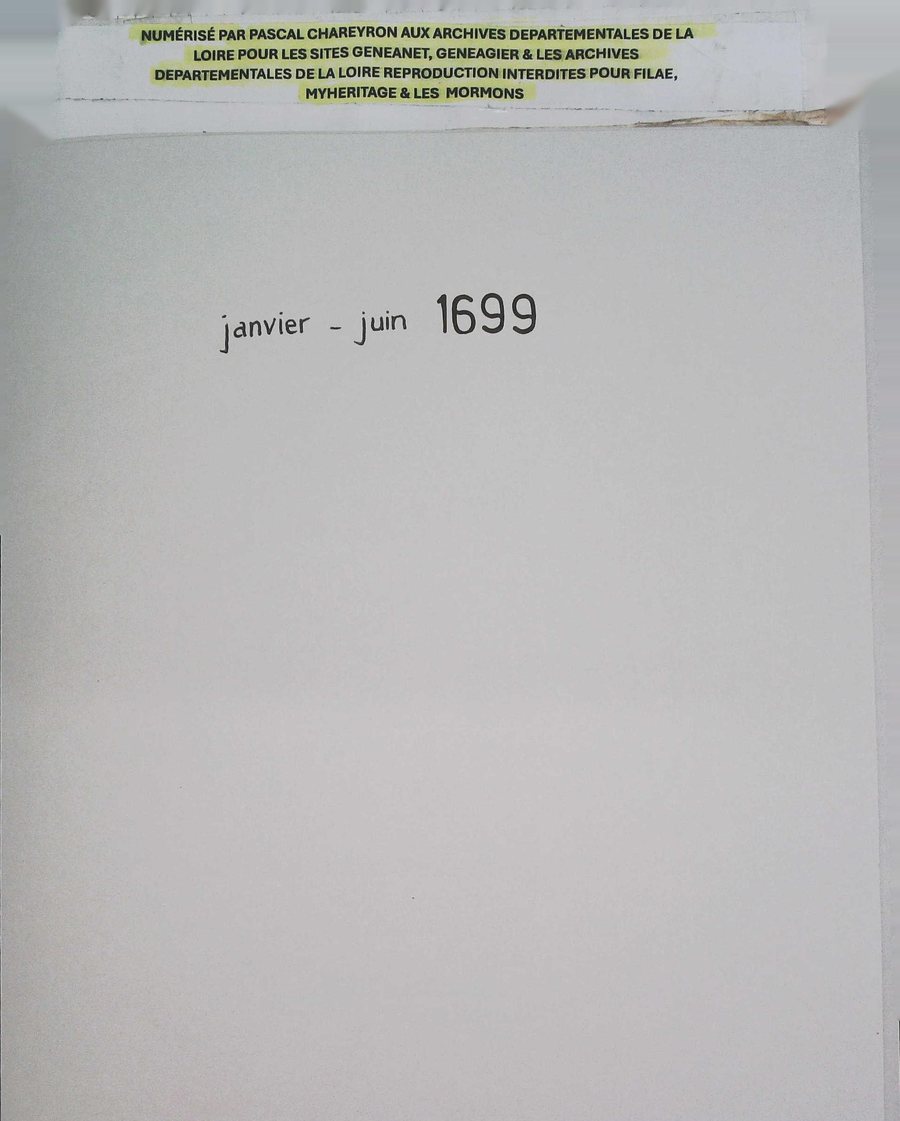 NUMÉRISÉ PAR PASCAL CHAREYRON AUX ARCHIVES DEPARTEMENTALES DE LA
LOIRE POUR LES SITES GENEANET, GENEAGIER & LES ARCHIVES
DEPARTEMENTALES DE LA LOIRE REPRODUCTION INTERDITES POUR FILAE,
MYHERITAGE & LES MORMONS
janvier - juin 1699